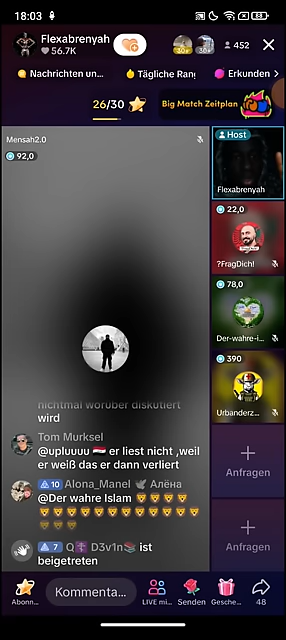 18:03
58
Flexabrenyah
56.7K
30+
30+
452
Nachrichten un...
Tägliche Rang
Erkunden >
26/30
Big Match Zeitplan
Mensah2.0
92,0
Host
Flexabrenyah
22,0
?FragDich!
78,0
Der-wahre-i...
390
Urbanderz...
Anfragen
Anfragen
nichtmal worüber diskutiert
wird
Tom Murksel
@upluuuu 🇾🇪 er liest nicht ,weil
er weiß das er dann verliert
10 Alona_Manel 🕊 Алёна
@Der wahre Islam 🦁🦁🦁🦁
🦁🦁🦁🦁🦁🦁🦁🦁🦁🦁🦁🦁
🦁🦁🦁
7 D3v1n📚 ist
beigetreten
Abonn...
Kommenta...
LIVE mi...
Senden
Gesche...
48